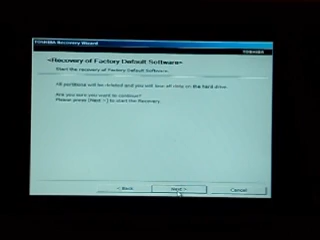 TOSHIBA Recovery Wizard
TOSHIBA
<Recovery of Factory Default Software>
Start the recovery of Factory Default Software.
All partitions will be deleted and you will lose all data on the hard drive.
Are you sure you want to continue?
Please press [Next >] to start the Recovery.
< Back
Next >
Cancel